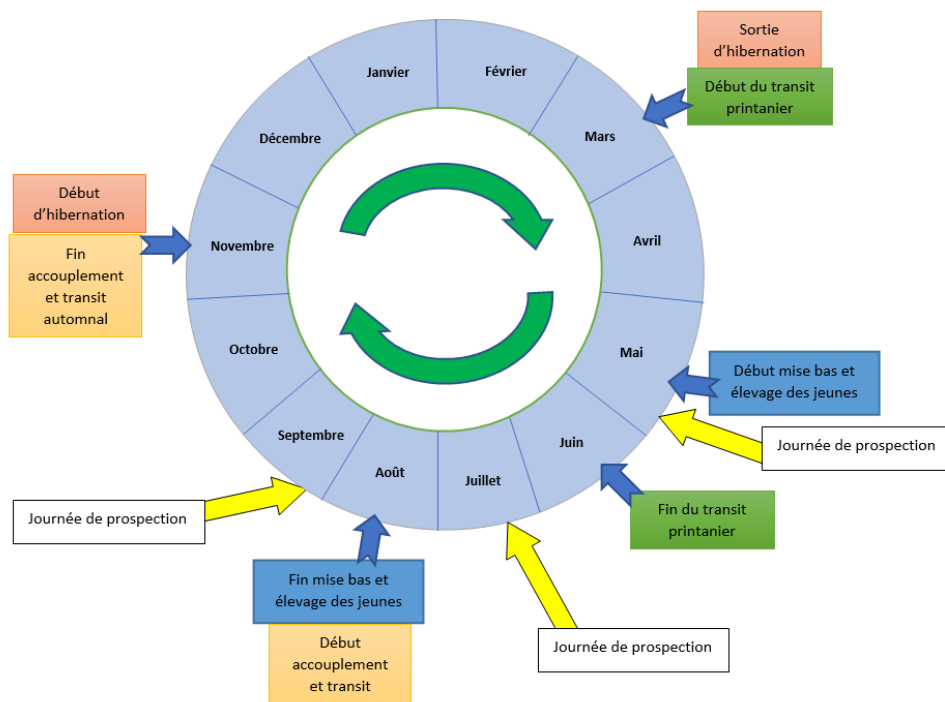 Janvier
Février
Mars
Avril
Mai
Juin
Juillet
Août
Septembre
Octobre
Novembre
Décembre
Sortie
d’hibernation
Début du transit
printanier
Début mise bas et
élevage des jeunes
Journée de prospection
Fin du transit
printanier
Journée de prospection
Fin mise bas et
élevage des jeunes
Début
accouplement
et transit
Journée de prospection
Début
d’hibernation
Fin
accouplement
et transit
automnal